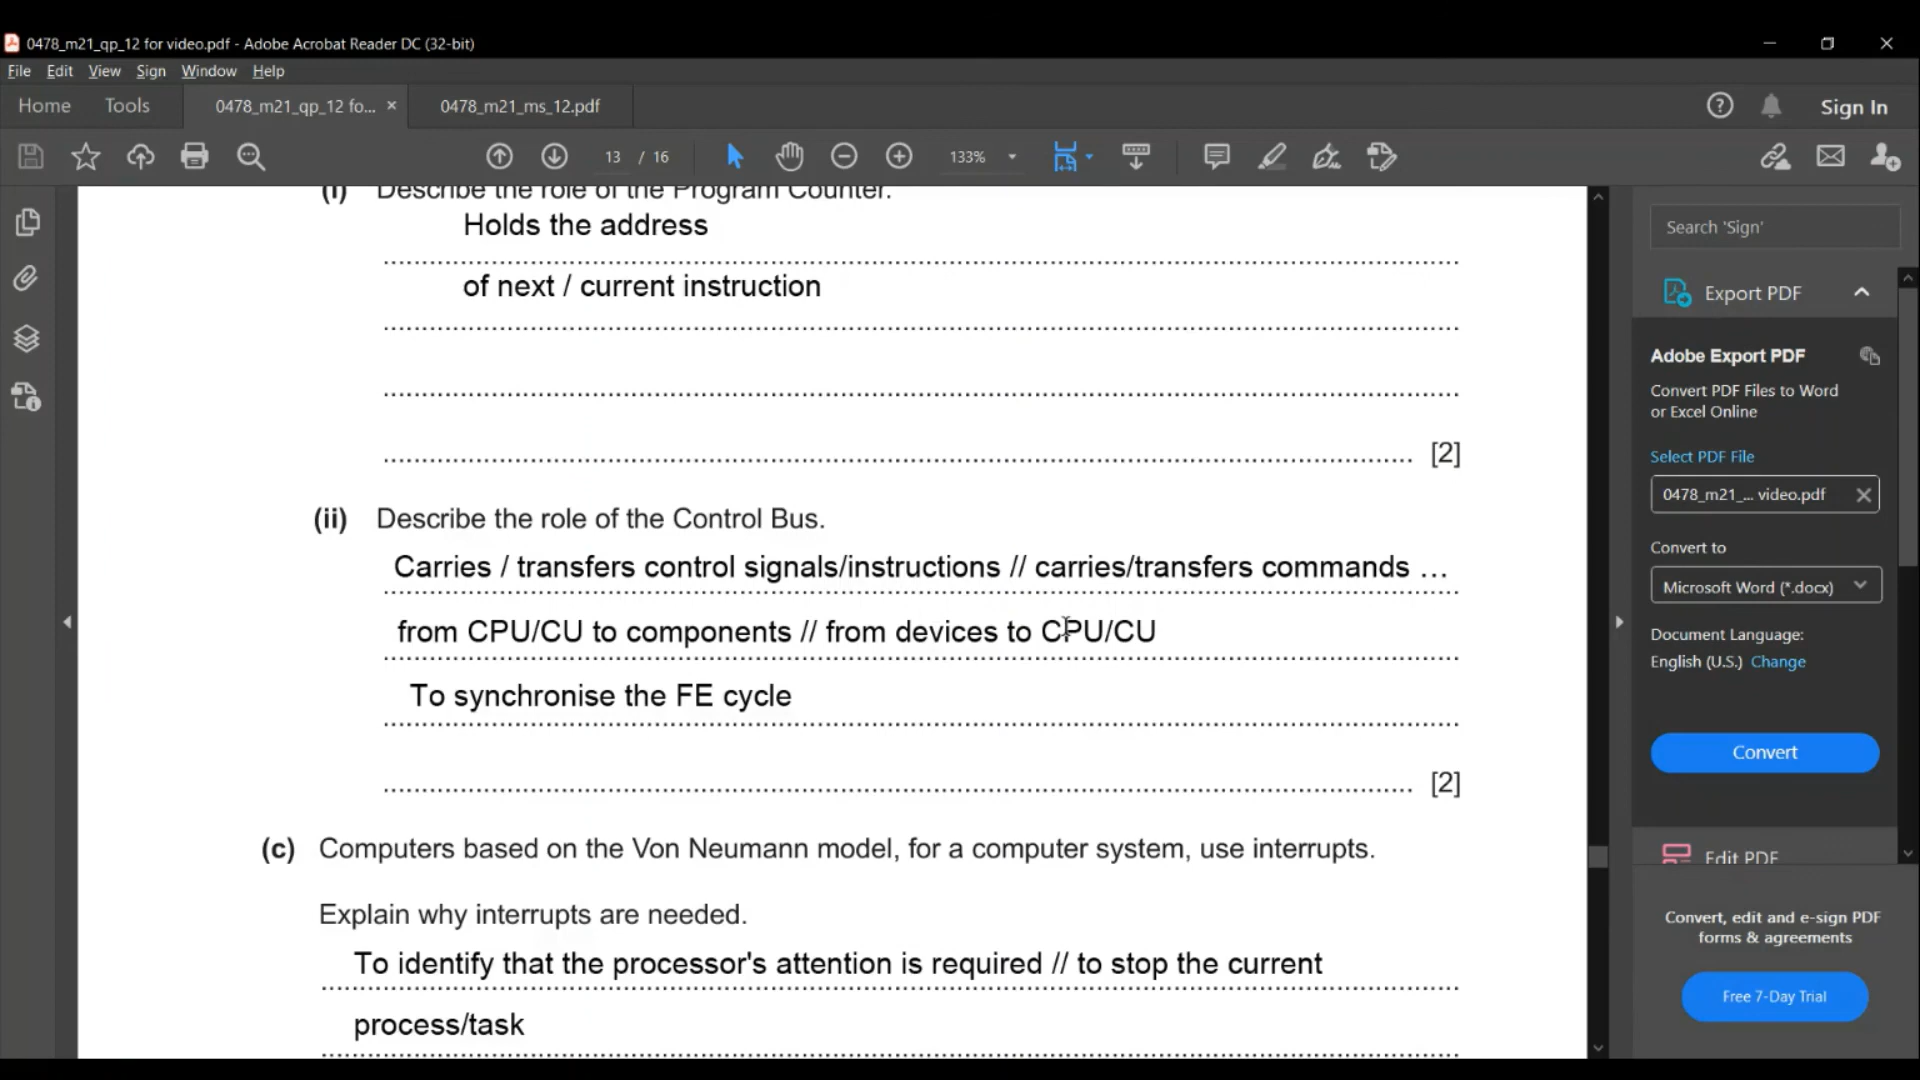 0478_m21_qp_12 for video.pdf - Adobe Acrobat Reader DC (32-bit)
File Edit View Sign Window Help
Home Tools 0478_m21_qp_12 fo... × 0478_m21_ms_12.pdf Sign In
13 / 16 133%
(i) Describe the role of the Program Counter.
Holds the address
of next / current instruction
[2]
(ii) Describe the role of the Control Bus.
Carries / transfers control signals/instructions // carries/transfers commands …
from CPU/CU to components // from devices to CPU/CU
To synchronise the FE cycle
[2]
(c) Computers based on the Von Neumann model, for a computer system, use interrupts.
Explain why interrupts are needed.
To identify that the processor's attention is required // to stop the current
process/task
Search 'Sign'
Export PDF
Adobe Export PDF
Convert PDF Files to Word
or Excel Online
Select PDF File
0478_m21_... video.pdf
Convert to
Microsoft Word (*.docx)
Document Language:
English (U.S.) Change
Convert
Edit PDF
Convert, edit and e-sign PDF
forms & agreements
Free 7-Day Trial